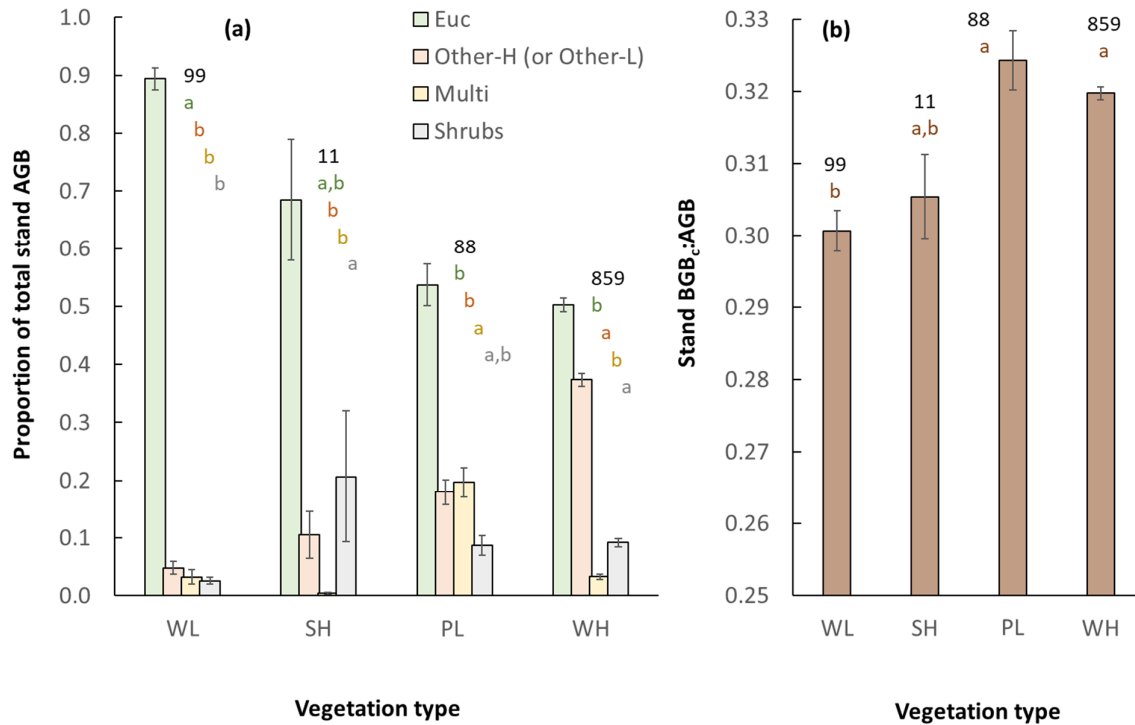 (a)
Euc
Other-H (or Other-L)
Multi
Shrubs
Proportion of total stand AGB
1.0
0.9
0.8
0.7
0.6
0.5
0.4
0.3
0.2
0.1
0.0
99
a
b
b
b
11
a,b
b
b
a
88
b
b
a
a,b
859
b
a
b
a
WL SH PL WH
Vegetation type
(b)
Stand BGBc:AGB
0.34
0.33
0.32
0.31
0.30
0.29
0.28
0.27
0.26
0.25
99
b
11
a,b
88
a
859
a
WL SH PL WH
Vegetation type